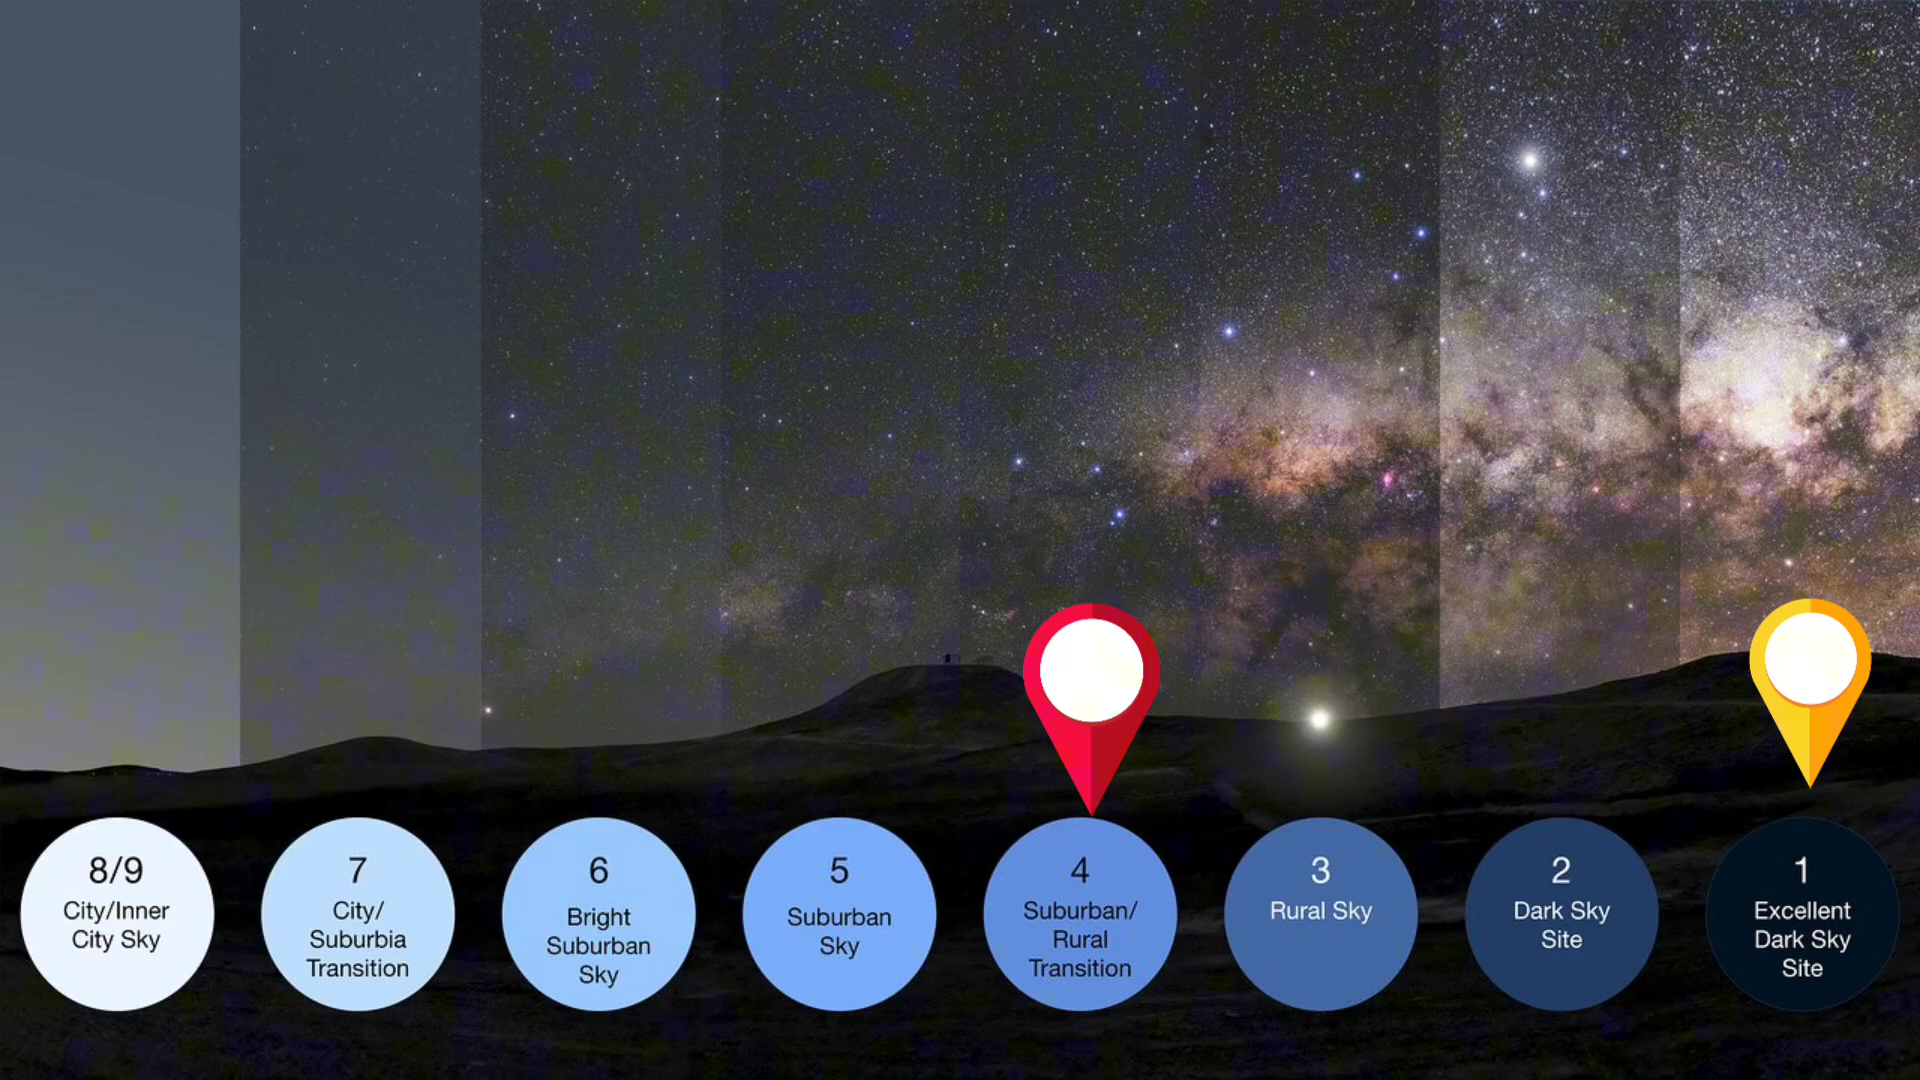 8/9
City/Inner
City Sky
7
City/
Suburbia
Transition
6
Bright
Suburban
Sky
5
Suburban
Sky
4
Suburban/
Rural
Transition
3
Rural Sky
2
Dark Sky
Site
1
Excellent
Dark Sky
Site